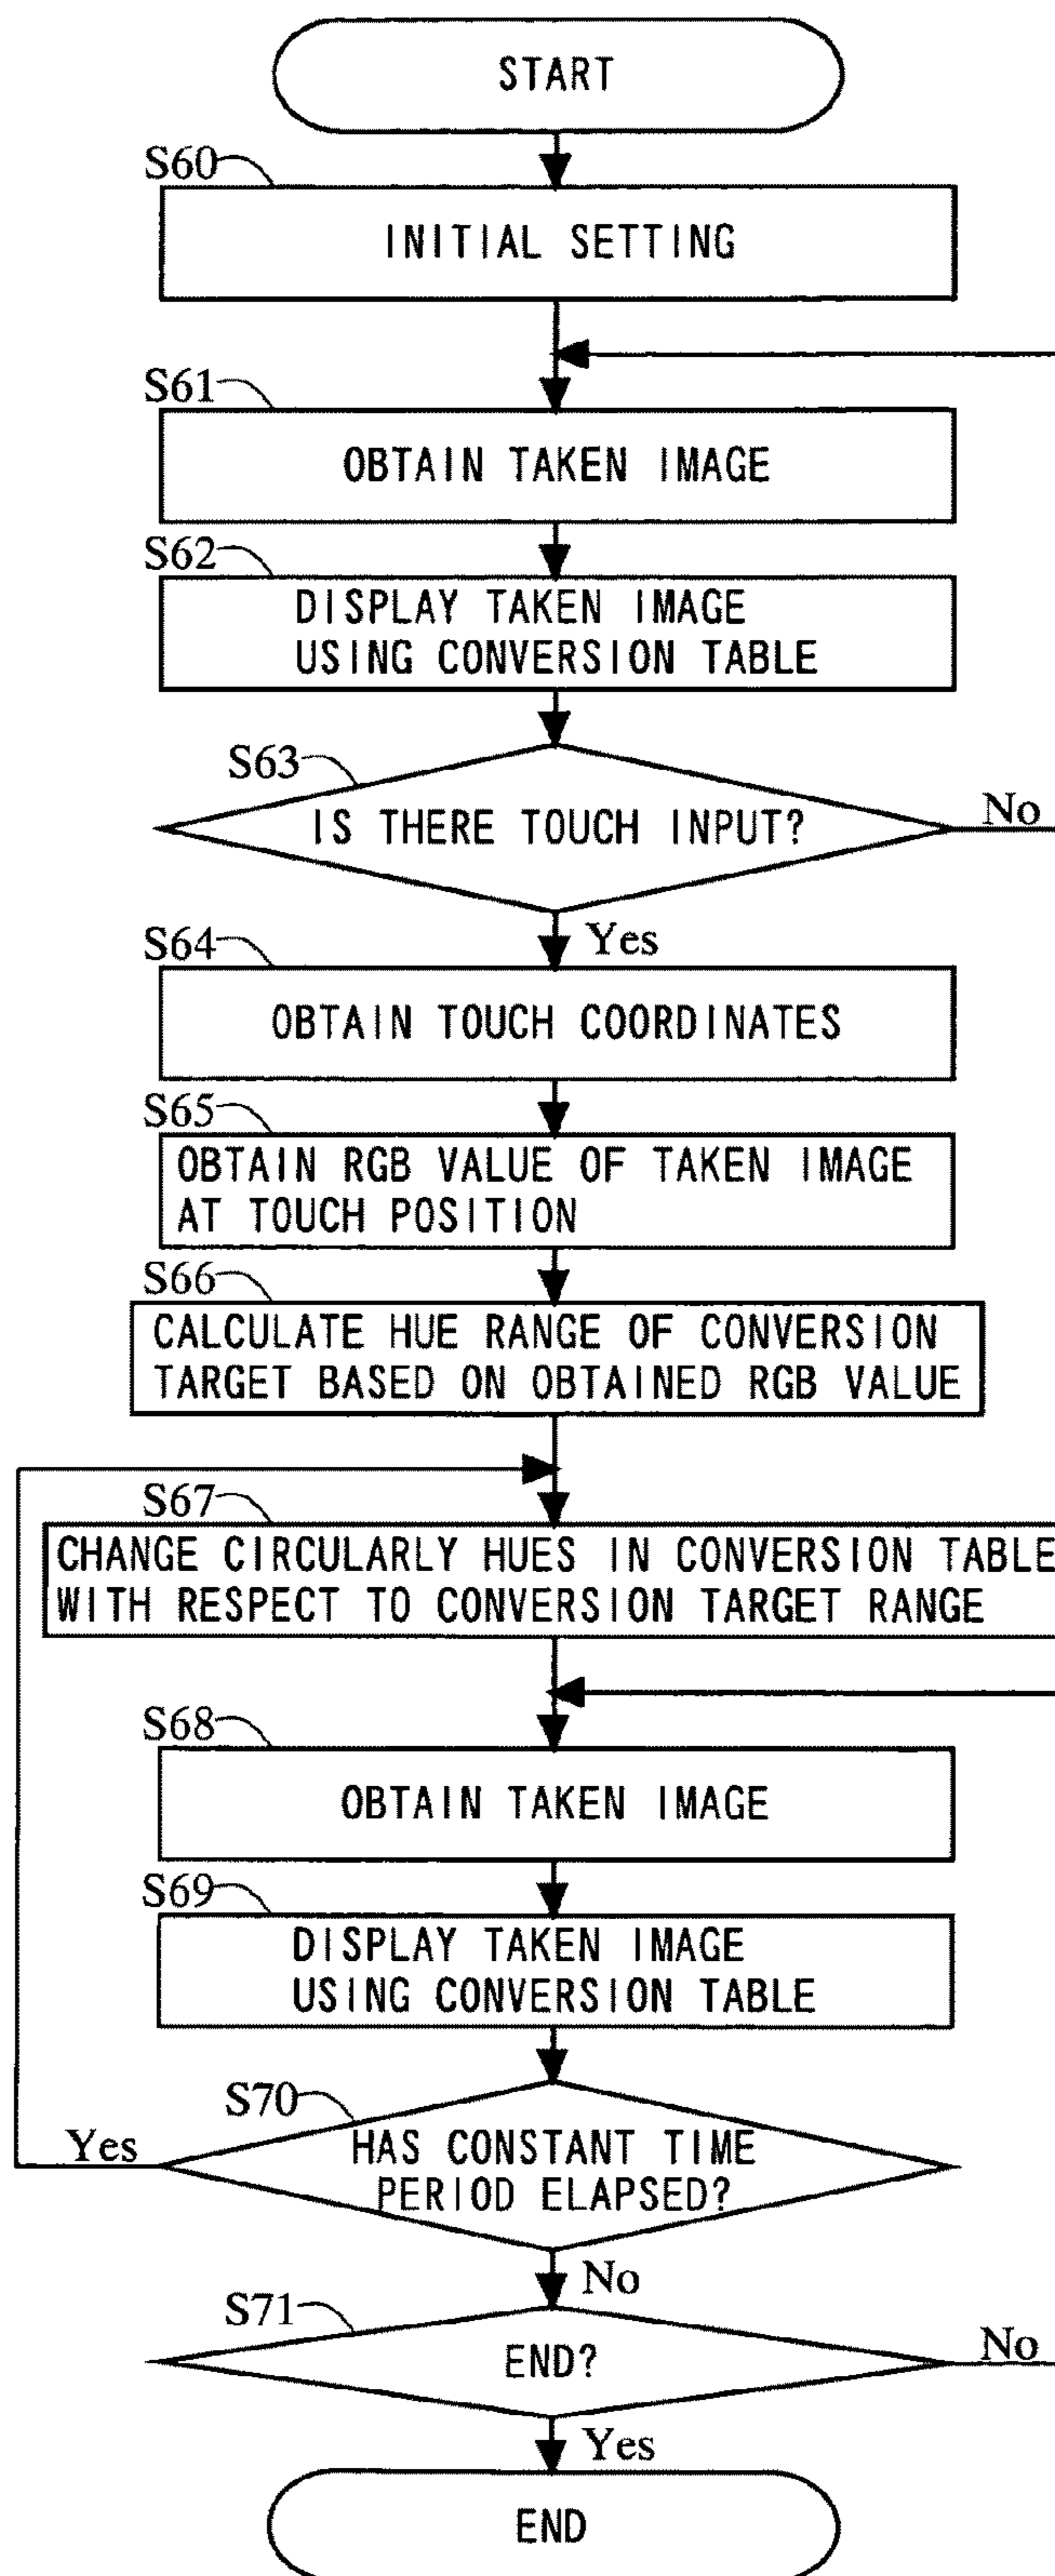 START
S60
INITIAL SETTING
S61
OBTAIN TAKEN IMAGE
S62
DISPLAY TAKEN IMAGE
USING CONVERSION TABLE
S63
IS THERE TOUCH INPUT?
No
Yes
S64
OBTAIN TOUCH COORDINATES
S65
OBTAIN RGB VALUE OF TAKEN IMAGE
AT TOUCH POSITION
S66
CALCULATE HUE RANGE OF CONVERSION
TARGET BASED ON OBTAINED RGB VALUE
S67
CHANGE CIRCULARLY HUES IN CONVERSION TABLE
WITH RESPECT TO CONVERSION TARGET RANGE
S68
OBTAIN TAKEN IMAGE
S69
DISPLAY TAKEN IMAGE
USING CONVERSION TABLE
S70
Yes
HAS CONSTANT TIME
PERIOD ELAPSED?
No
S71
END?
No
Yes
END